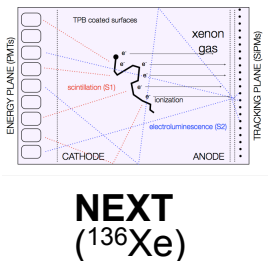 TPB coated surfaces
xenon
gas
ENERGY PLANE (PMTs)
TRACKING PLANE (SiPMs)
e⁻
e⁻
e⁻
e⁻
e⁻
e⁻
scintillation (S1)
ionization
electroluminescence (S2)
CATHODE
ANODE
NEXT
(¹³⁶Xe)